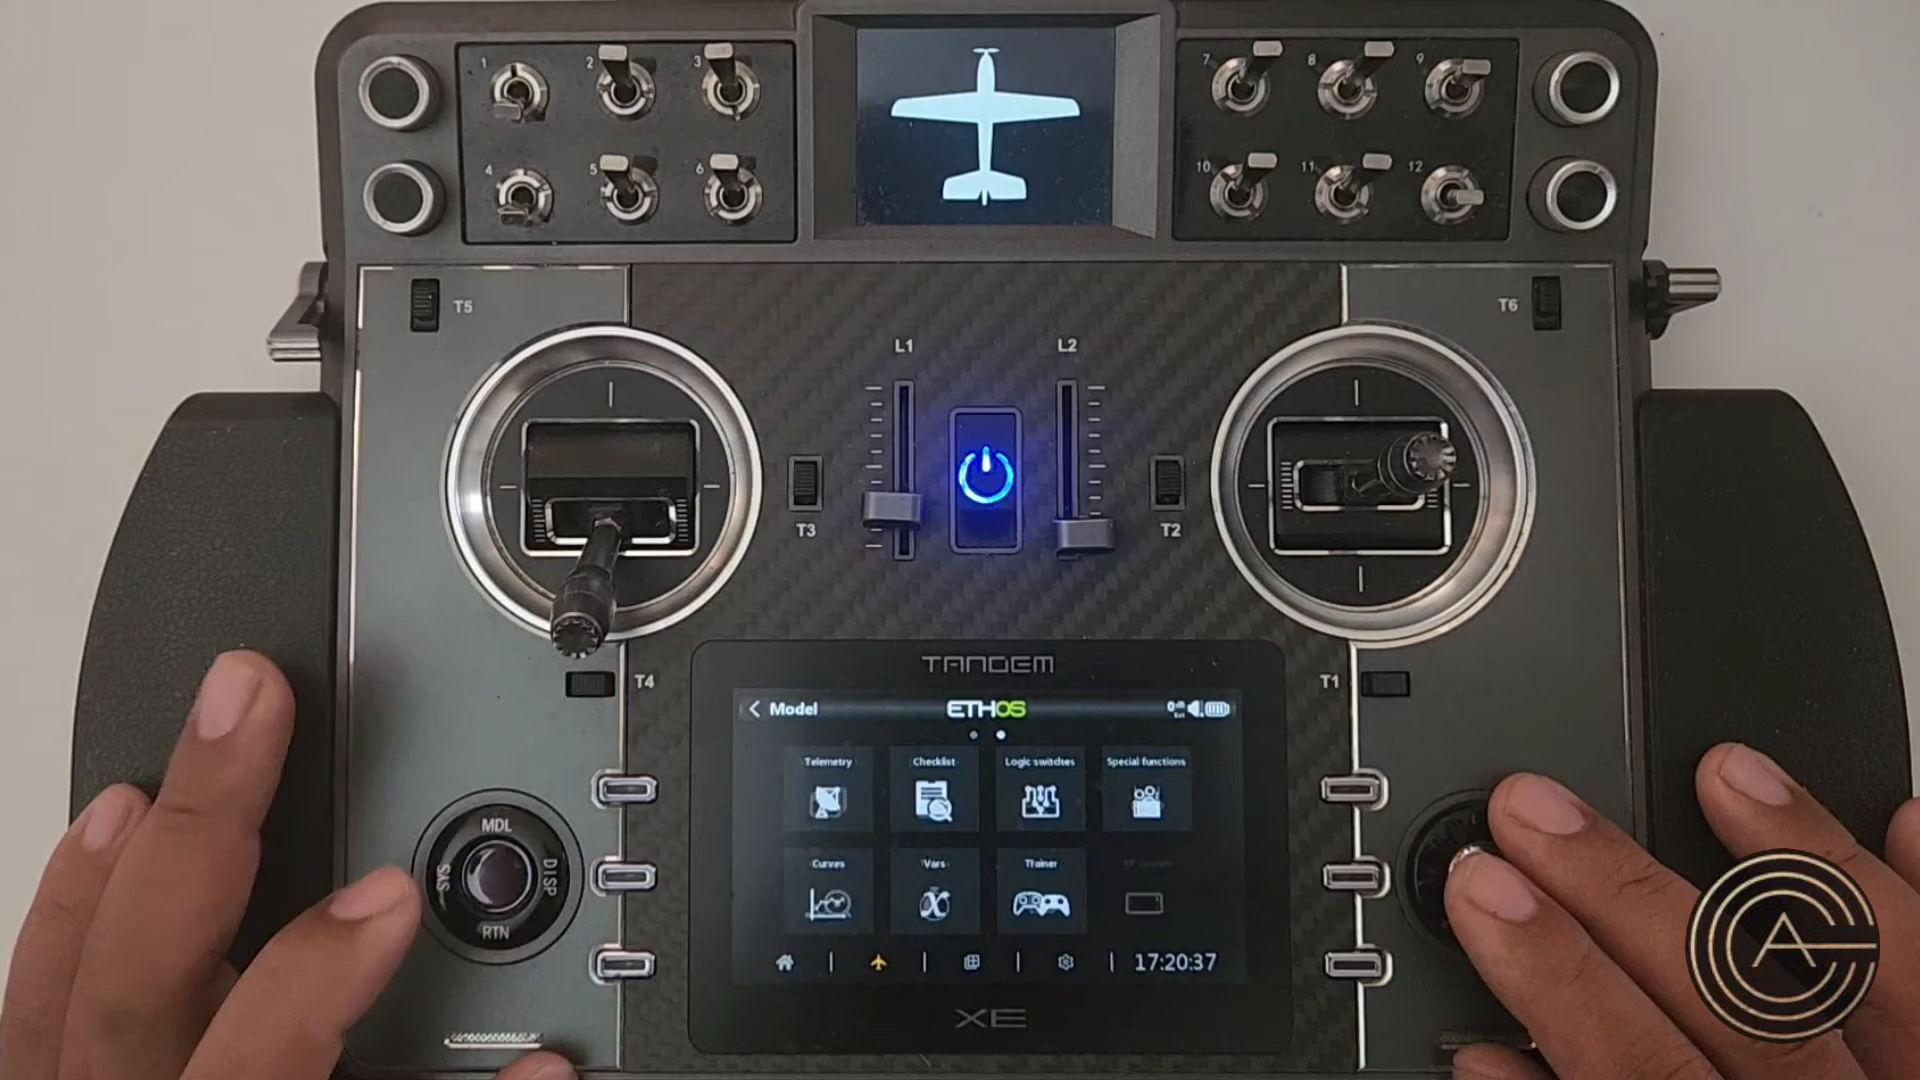 1 2 3
7 8 9
4 5 6
10 11 12
T5
T6
L1 L2
T3
T2
T4
T1
TANDEM
Model
ETHOS
Telemetry
Checklist
Logic switches
Special functions
Curves
Vars
Trainer
17:20:37
MDL
SYS
DISP
RTN
XE